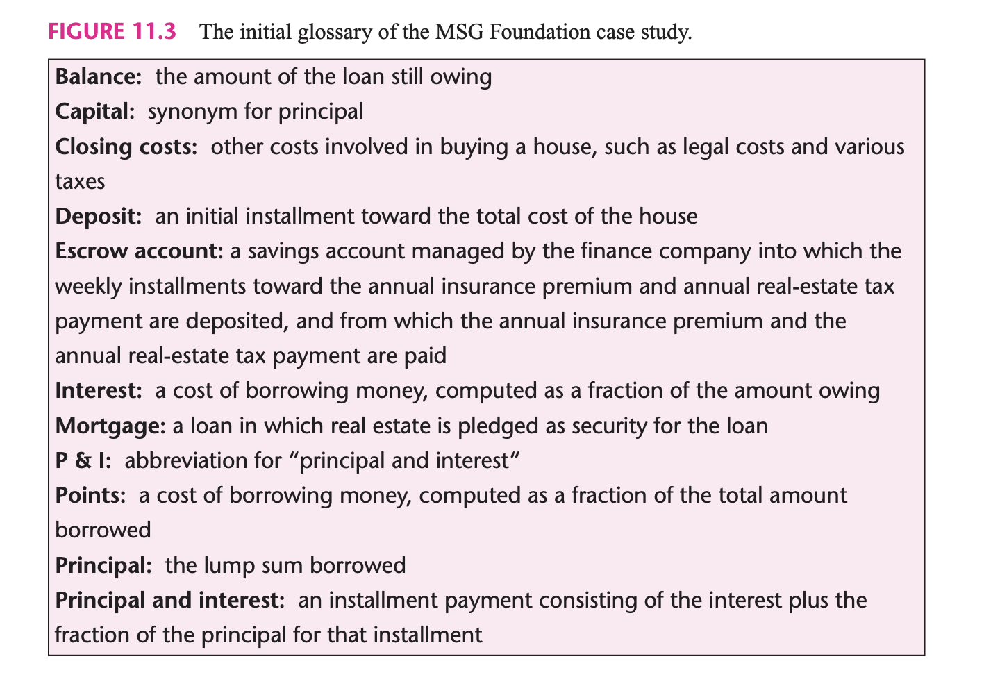 FIGURE 11.3 The initial glossary of the MSG Foundation case study.
Balance: the amount of the loan still owing
Capital: synonym for principal
Closing costs: other costs involved in buying a house, such as legal costs and various
taxes
Deposit: an initial installment toward the total cost of the house
Escrow account: a savings account managed by the finance company into which the
weekly installments toward the annual insurance premium and annual real-estate tax
payment are deposited, and from which the annual insurance premium and the
annual real-estate tax payment are paid
Interest: a cost of borrowing money, computed as a fraction of the amount owing
Mortgage: a loan in which real estate is pledged as security for the loan
P & I: abbreviation for “principal and interest“
Points: a cost of borrowing money, computed as a fraction of the total amount
borrowed
Principal: the lump sum borrowed
Principal and interest: an installment payment consisting of the interest plus the
fraction of the principal for that installment